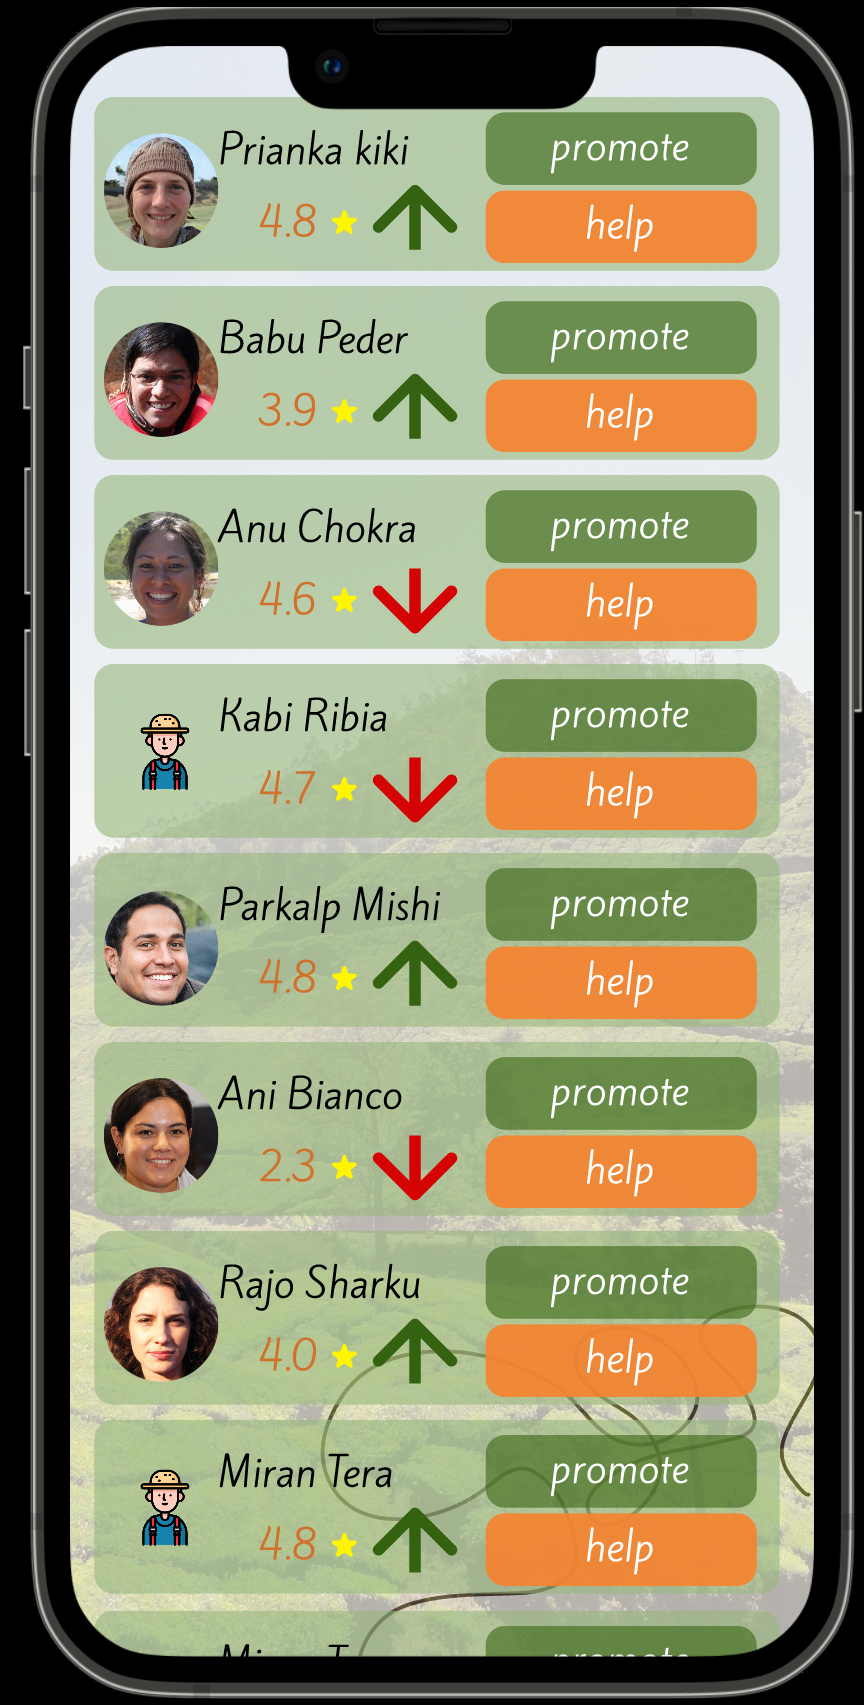 Prianka kiki
promote
4.8
help
Babu Peder
promote
3.9
help
Anu Chokra
promote
4.6
help
Kabi Ribia
promote
4.7
help
Parkalp Mishi
promote
4.8
help
Ani Bianco
promote
2.3
help
Rajo Sharku
promote
4.0
help
Miran Tera
promote
4.8
help
promote